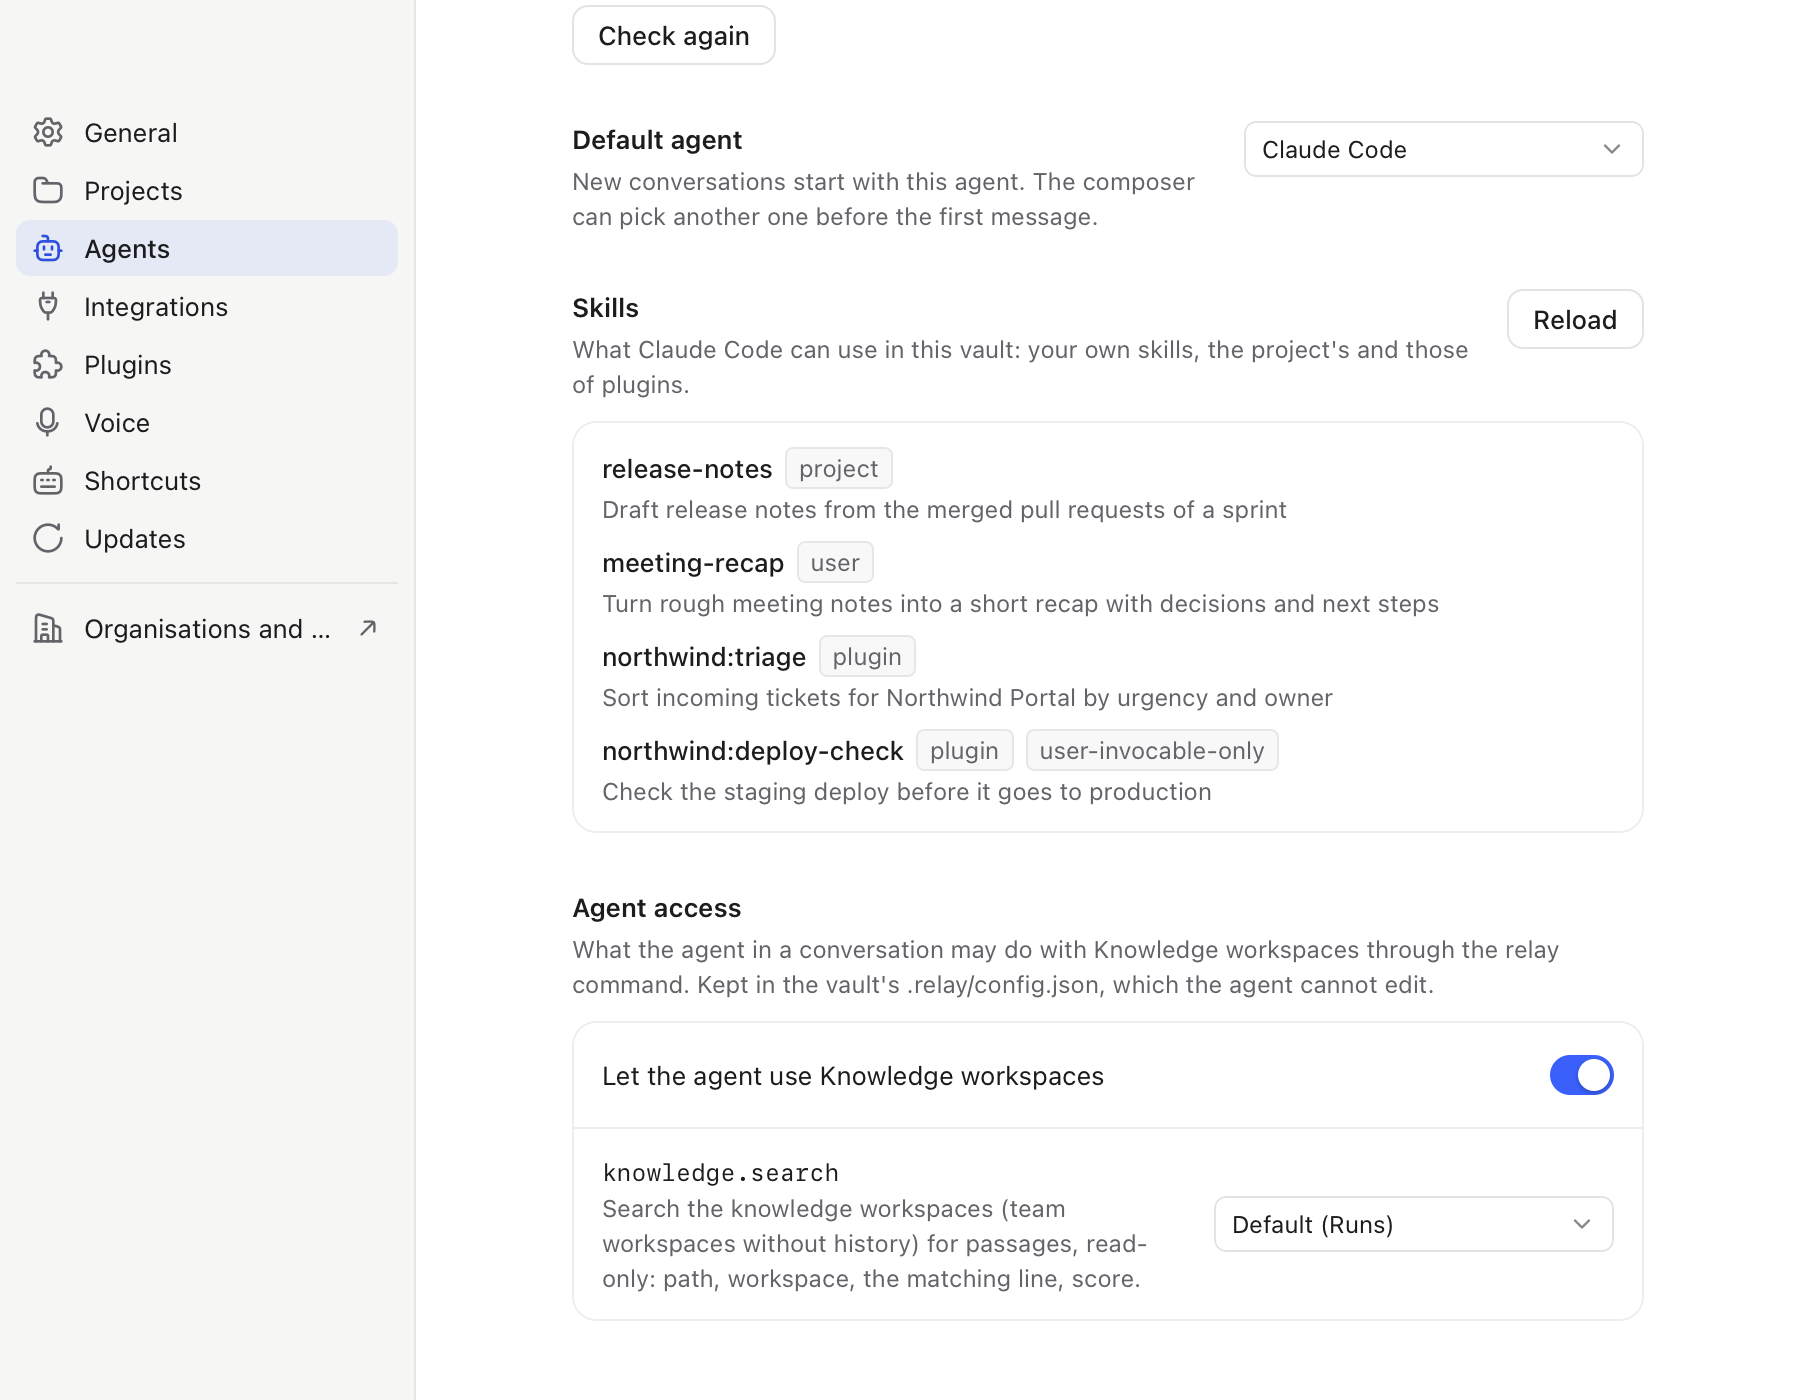 Check again
General
Projects
Agents
Integrations
Plugins
Voice
Shortcuts
Updates
Organisations and ...
Default agent
New conversations start with this agent. The composer
can pick another one before the first message.
Claude Code
Skills
What Claude Code can use in this vault: your own skills, the project's and those
of plugins.
Reload
release-notes project
Draft release notes from the merged pull requests of a sprint
meeting-recap user
Turn rough meeting notes into a short recap with decisions and next steps
northwind:triage plugin
Sort incoming tickets for Northwind Portal by urgency and owner
northwind:deploy-check plugin user-invocable-only
Check the staging deploy before it goes to production
Agent access
What the agent in a conversation may do with Knowledge workspaces through the relay
command. Kept in the vault's .relay/config.json, which the agent cannot edit.
Let the agent use Knowledge workspaces
knowledge.search
Search the knowledge workspaces (team
workspaces without history) for passages, read-
only: path, workspace, the matching line, score.
Default (Runs)